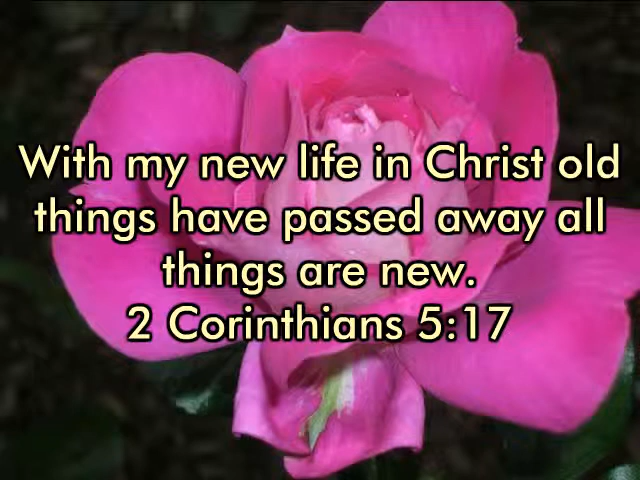 With my new life in Christ old
things have passed away all
things are new.
2 Corinthians 5:17